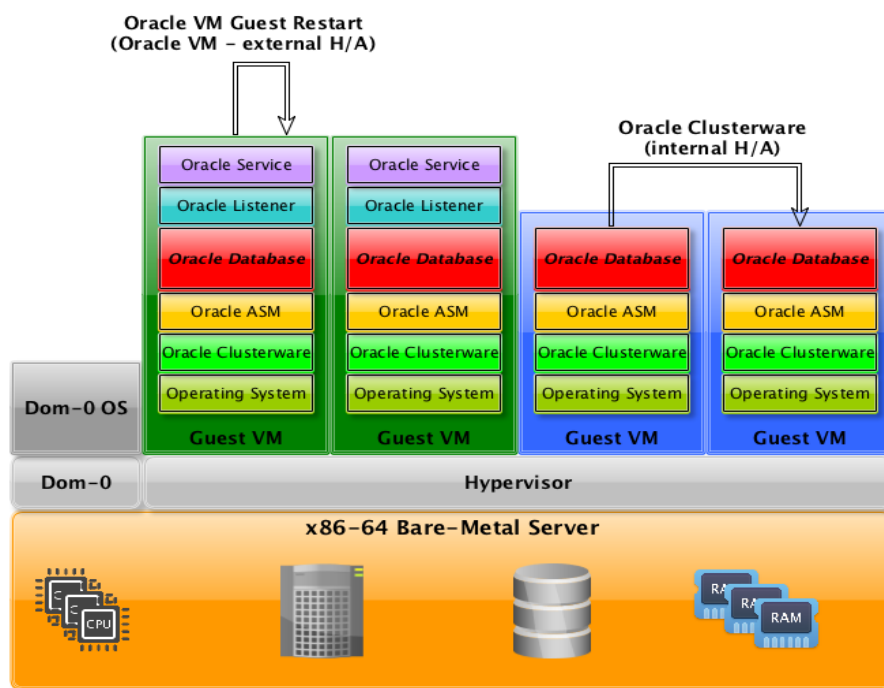 Oracle VM Guest Restart
(Oracle VM - external H/A)
Oracle Clusterware
(internal H/A)
Oracle Service
Oracle Listener
Oracle Database
Oracle ASM
Oracle Clusterware
Operating System
Guest VM
Oracle Service
Oracle Listener
Oracle Database
Oracle ASM
Oracle Clusterware
Operating System
Guest VM
Oracle Database
Oracle ASM
Oracle Clusterware
Operating System
Guest VM
Oracle Database
Oracle ASM
Oracle Clusterware
Operating System
Guest VM
Dom-0 OS
Dom-0
Hypervisor
x86-64 Bare-Metal Server
CPU
RAM